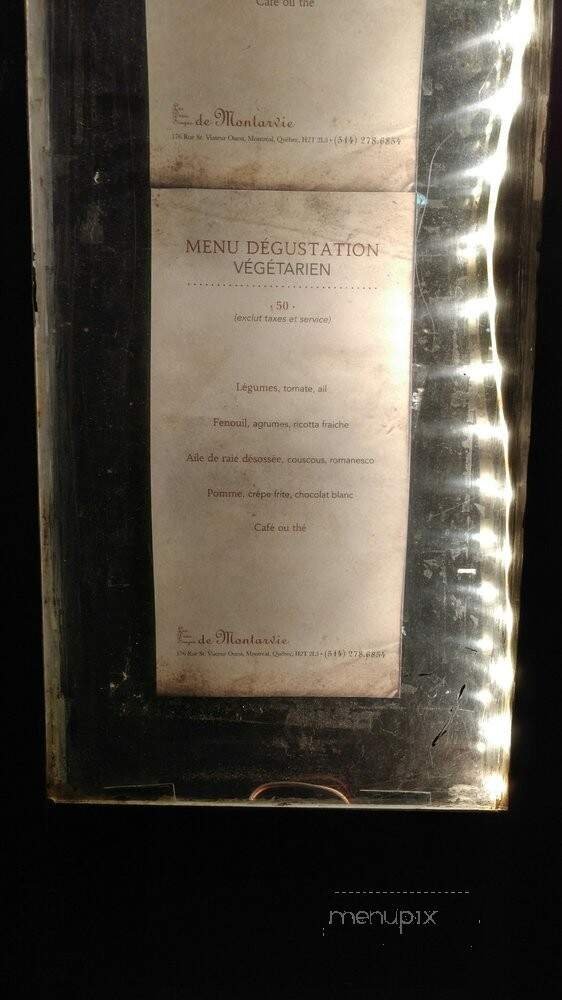 Café ou thé
de Montarvie
176 Rue St. Viateur Ouest, Montréal, Québec, H2T 2L3 • (514) 278.6854
MENU DÉGUSTATION
VÉGÉTARIEN
50
(exclut taxes et service)
Légumes, tomate, ail
Fenouil, agrumes, ricotta fraiche
Aile de raie désossée, couscous, romanesco
Pomme, crêpe frite, chocolat blanc
Café ou thé
de Montarvie
176 Rue St. Viateur Ouest, Montréal, Québec, H2T 2L3 • (514) 278.6854
menupix